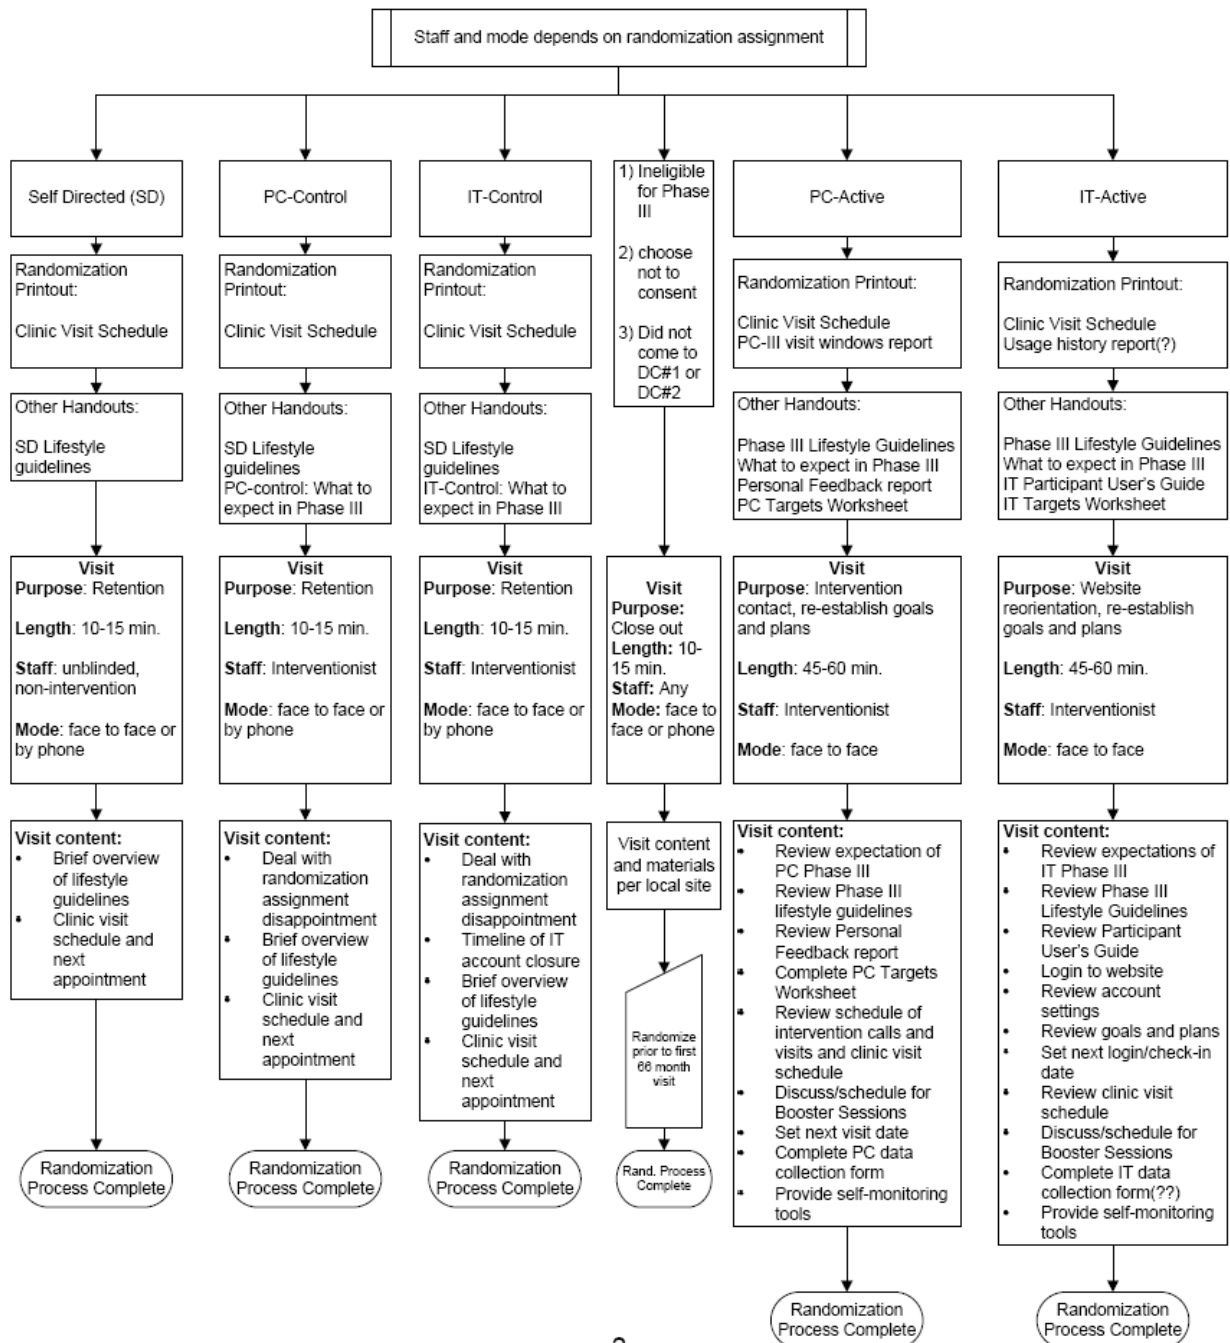 Staff and mode depends on randomization assignment
Self Directed (SD)
Randomization
Printout:
Clinic Visit Schedule
Other Handouts:
SD Lifestyle
guidelines
Visit
Purpose: Retention
Length: 10-15 min.
Staff: unblinded,
non-intervention
Mode: face to face or
by phone
Visit content:
• Brief overview
of lifestyle
guidelines
• Clinic visit
schedule and
next
appointment
Randomization
Process Complete
PC-Control
Randomization
Printout:
Clinic Visit Schedule
Other Handouts:
SD Lifestyle
guidelines
PC-control: What to
expect in Phase III
Visit
Purpose: Retention
Length: 10-15 min.
Staff: Interventionist
Mode: face to face or
by phone
Visit content:
• Deal with
randomization
assignment
disappointment
• Brief overview
of lifestyle
guidelines
• Clinic visit
schedule and
next
appointment
Randomization
Process Complete
IT-Control
Randomization
Printout:
Clinic Visit Schedule
Other Handouts:
SD Lifestyle
guidelines
IT-Control: What to
expect in Phase III
Visit
Purpose: Retention
Length: 10-15 min.
Staff: Interventionist
Mode: face to face or
by phone
Visit content:
• Deal with
randomization
assignment
disappointment
• Timeline of IT
account closure
• Brief overview
of lifestyle
guidelines
• Clinic visit
schedule and
next
appointment
Randomization
Process Complete
1) Ineligible
for Phase
III
2) choose
not to
consent
3) Did not
come to
DC#1 or
DC#2
Visit
Purpose:
Close out
Length: 10-
15 min.
Staff: Any
Mode: face to
face or phone
Visit content
and materials
per local site
Randomize
prior to first
66 month
visit
Rand. Process
Complete
PC-Active
Randomization Printout:
Clinic Visit Schedule
PC-III visit windows report
Other Handouts:
Phase III Lifestyle Guidelines
What to expect in Phase III
Personal Feedback report
PC Targets Worksheet
Visit
Purpose: Intervention
contact, re-establish goals
and plans
Length: 45-60 min.
Staff: Interventionist
Mode: face to face
Visit content:
• Review expectation of
PC Phase III
• Review Phase III
lifestyle guidelines
• Review Personal
Feedback report
• Complete PC Targets
Worksheet
• Review schedule of
intervention calls and
visits and clinic visit
schedule
• Discuss/schedule for
Booster Sessions
• Set next visit date
• Complete PC data
collection form
• Provide self-monitoring
tools
Randomization
Process Complete
IT-Active
Randomization Printout:
Clinic Visit Schedule
Usage history report(?)
Other Handouts:
Phase III Lifestyle Guidelines
What to expect in Phase III
IT Participant User's Guide
IT Targets Worksheet
Visit
Purpose: Website
reorientation, re-establish
goals and plans
Length: 45-60 min.
Staff: Interventionist
Mode: face to face
Visit content:
• Review expectations of
IT Phase III
• Review Phase III
Lifestyle Guidelines
• Review Participant
User's Guide
• Login to website
• Review account
settings
• Review goals and plans
• Set next login/check-in
date
• Review clinic visit
schedule
• Discuss/schedule for
Booster Sessions
• Complete IT data
collection form(??)
• Provide self-monitoring
tools
Randomization
Process Complete